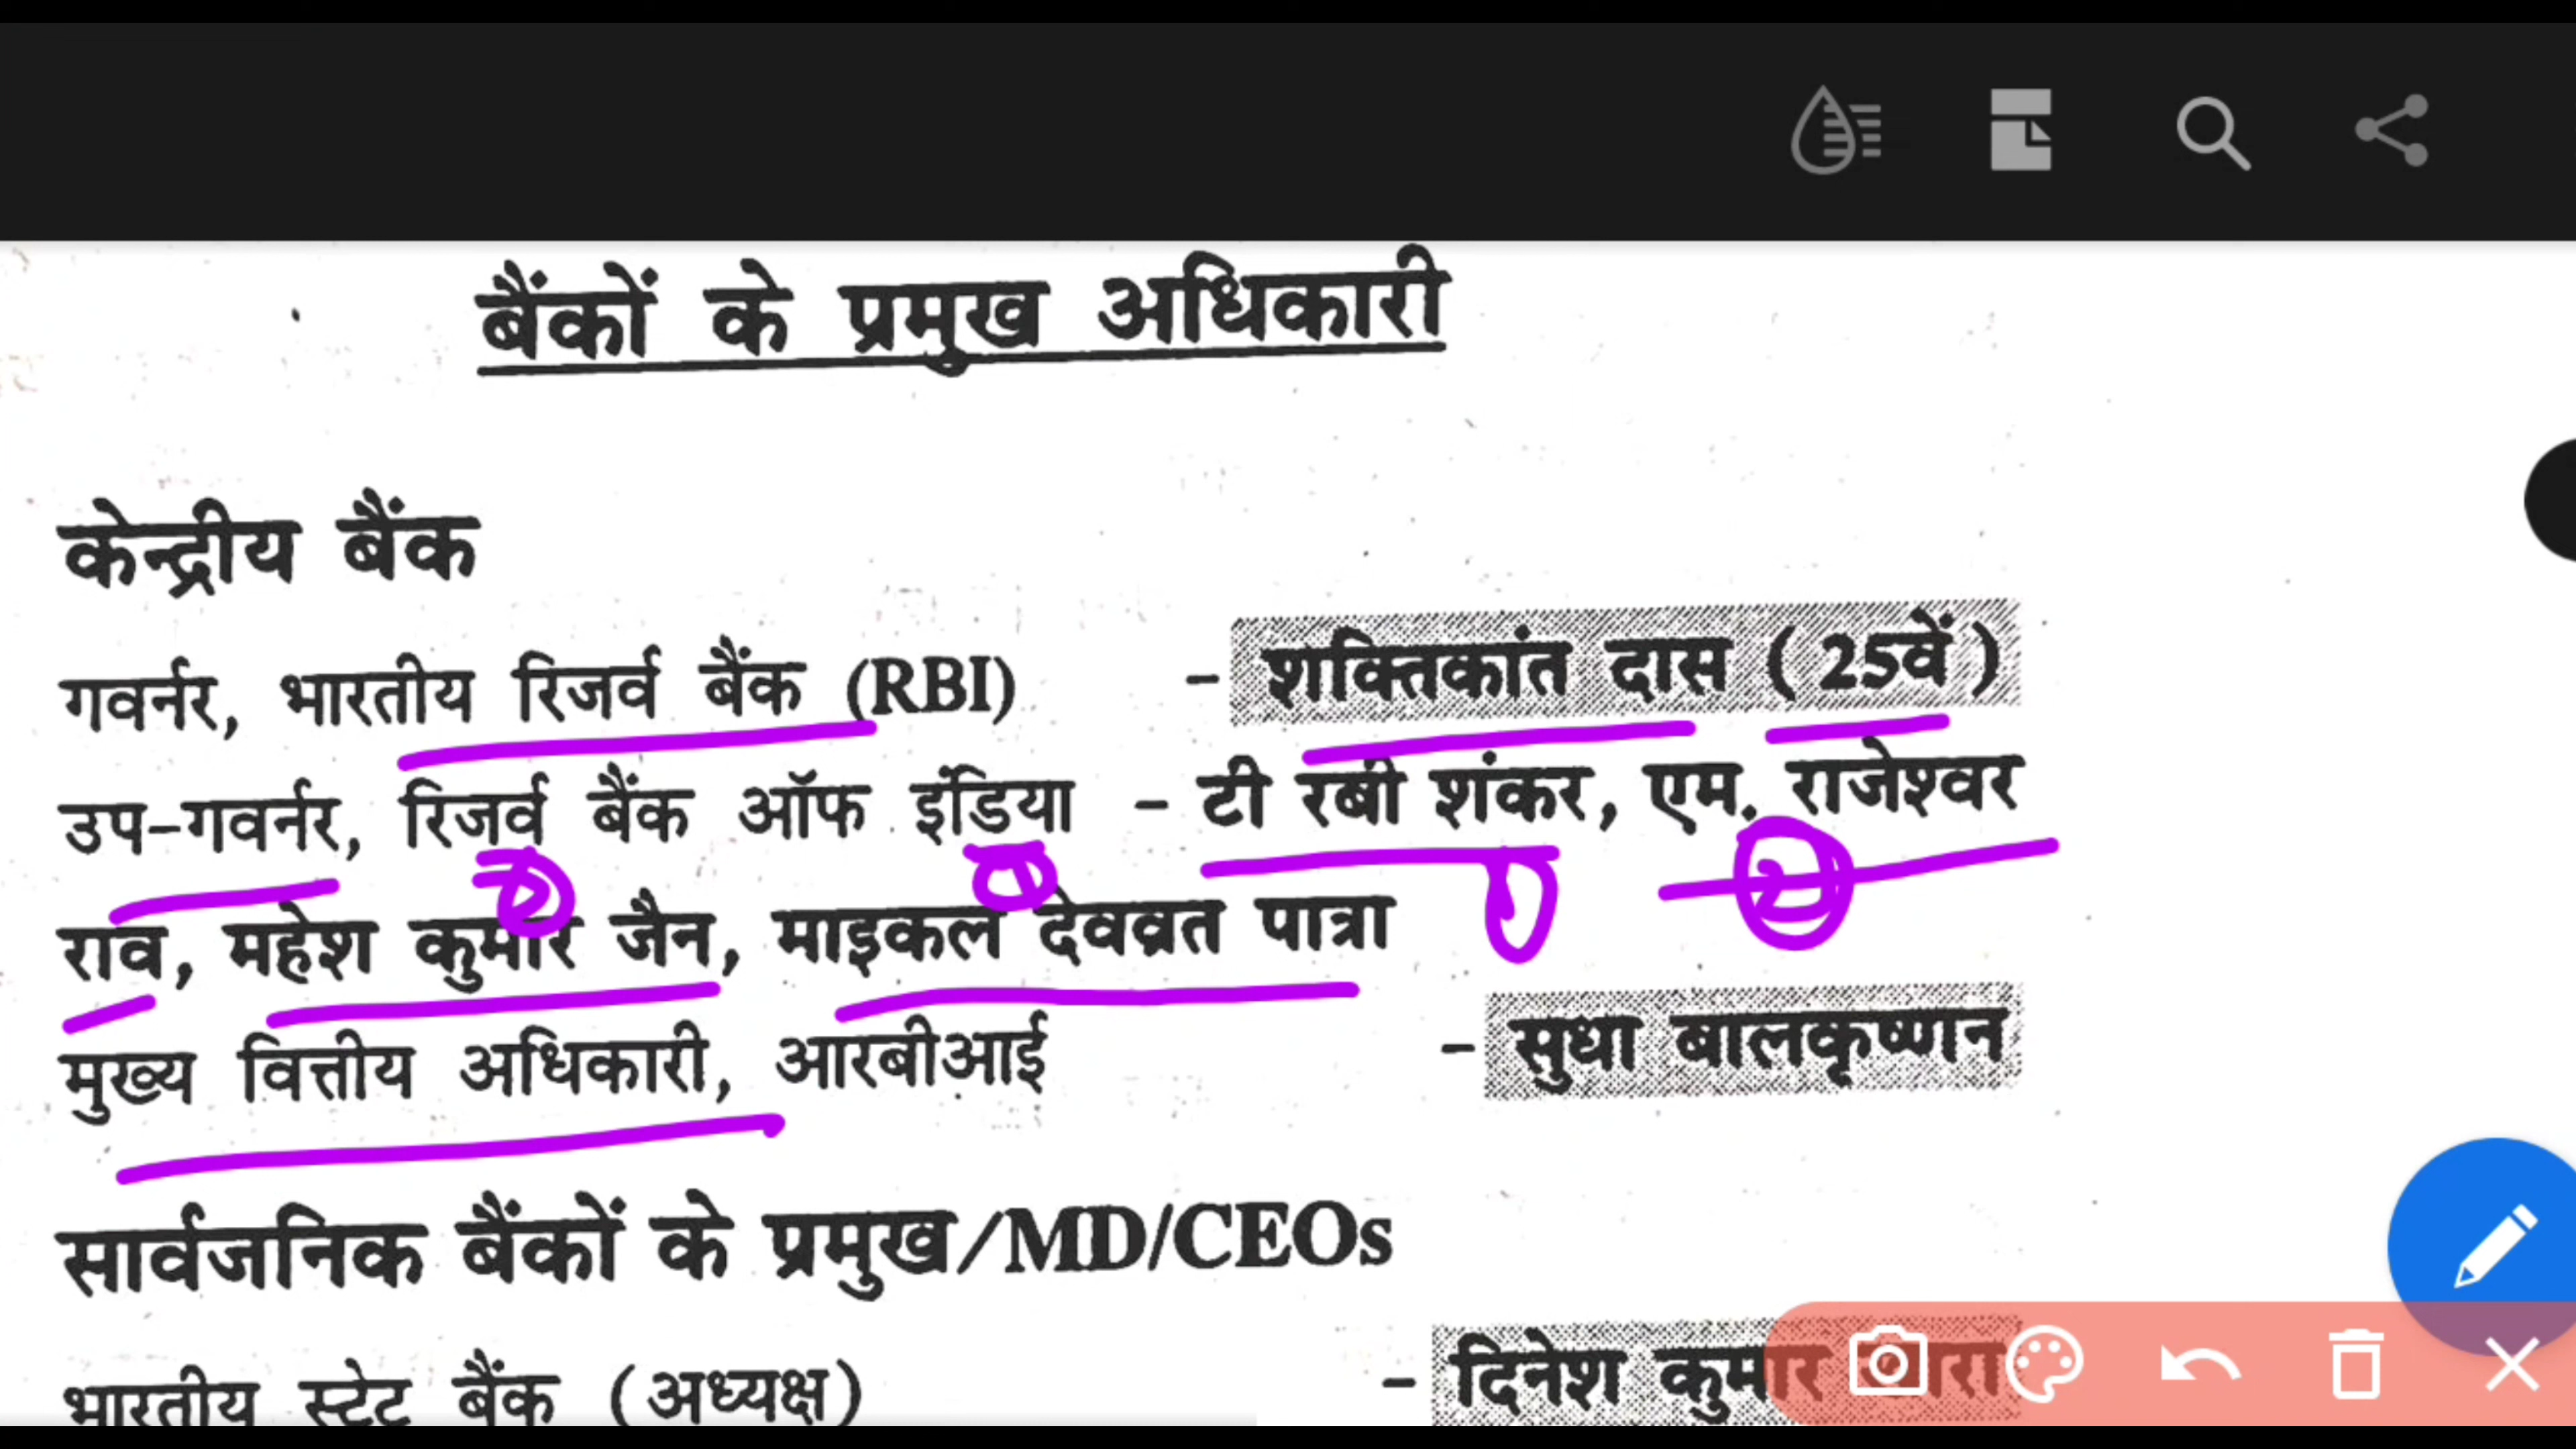 बैंकों के प्रमुख अधिकारी
केन्द्रीय बैंक
गवर्नर, भारतीय रिजर्व बैंक (RBI) - शक्तिकांत दास (25वें)
उप-गवर्नर, रिजर्व बैंक ऑफ इंडिया - टी रबी शंकर, एम. राजेश्वर
राव, महेश कुमार जैन, माइकल देवव्रत पात्रा
मुख्य वित्तीय अधिकारी, आरबीआई - सुधा बालकृष्णन
सार्वजनिक बैंकों के प्रमुख/MD/CEOs
भारतीय स्टेट बैंक (अध्यक्ष) - दिनेश कुमार